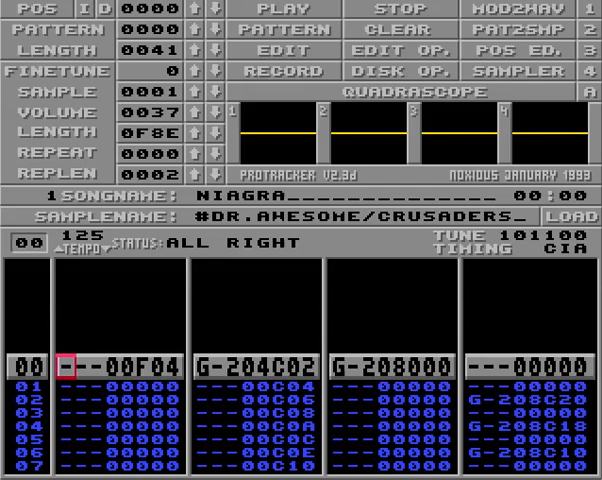 POS I D 0000 PLAY STOP MOD2WAV 1
PATTERN 0000 PATTERN CLEAR PAT2SMP 2
LENGTH 0041 EDIT EDIT OP. POS ED. 3
FINETUNE 0 RECORD DISK OP. SAMPLER 4
SAMPLE 0001 QUADRASCOPE A
VOLUME 0037 1 2 3 4
LENGTH 0F8E
REPEAT 0000
REPLEN 0002 PROTRACKER V2.3d NOXIOUS JANUARY 1993
1 SONGNAME: NIAGRA______________ 00:00
SAMPLENAME: #DR.AWESOME/CRUSADERS_ LOAD
00 125 TEMPO STATUS: ALL RIGHT TUNE 101100
TIMING CIA
00 ---00F04 G-204C02 G-208000 ---00000
01 ---00000 ---00C04 ---00000 ---00000
02 ---00000 ---00C06 ---00000 G-208C20
03 ---00000 ---00C08 ---00000 ---00000
04 ---00000 ---00C0A ---00000 G-208C18
05 ---00000 ---00C0C ---00000 ---00000
06 ---00000 ---00C0E ---00000 G-208C10
07 ---00000 ---00C10 ---00000 ---00000